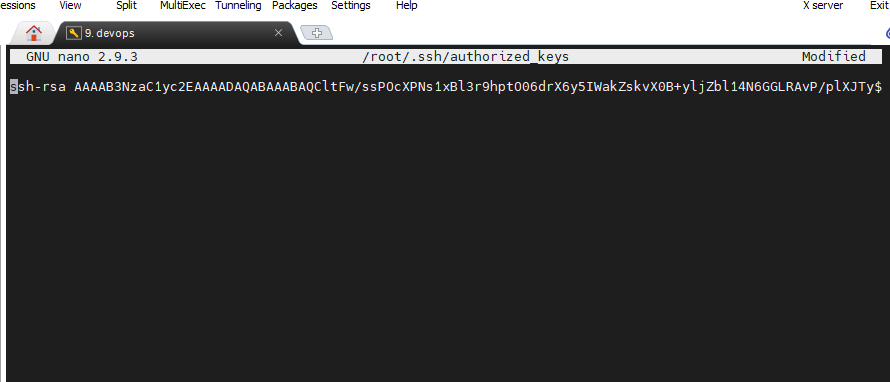 essions View Split MultiExec Tunneling Packages Settings Help X server Exit
9. devops
GNU nano 2.9.3 /root/.ssh/authorized_keys Modified
ssh-rsa AAAAB3NzaC1yc2EAAAADAQABAAABAQCltFw/ssPOcXPNs1xBl3r9hptO06drX6y5IWakZskvX0B+yljZbl14N6GGLRAvP/plXJTy$